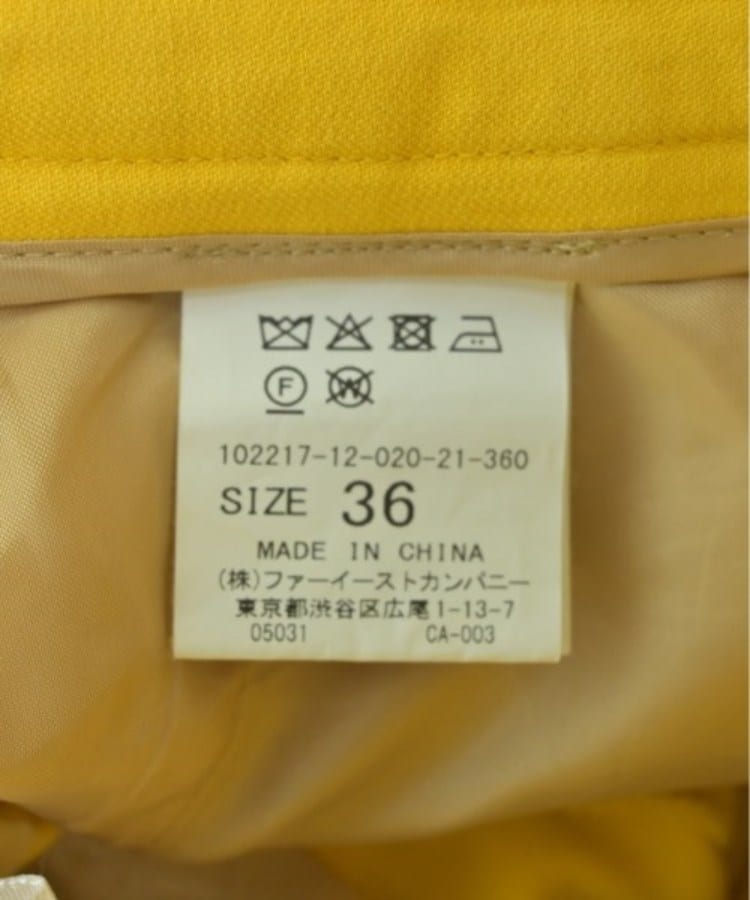 F W
102217-12-020-21-360
SIZE 36
MADE IN CHINA
(株)ファーイーストカンパニー
東京都渋谷区広尾1-13-7
05031 CA-003